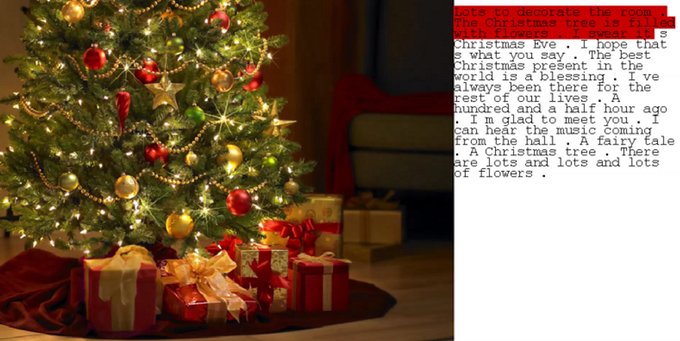 Lots to decorate the room .
The Christmas tree is filled
with flowers . I swear it s
Christmas Eve . I hope that
s what you say . The best
Christmas present in the
world is a blessing . I ve
always been there for the
rest of our lives . A
hundred and a half hour ago
. I m glad to meet you . I
can hear the music coming
from the hall . A fairy tale
. A Christmas tree . There
are lots and lots and lots
of flowers .